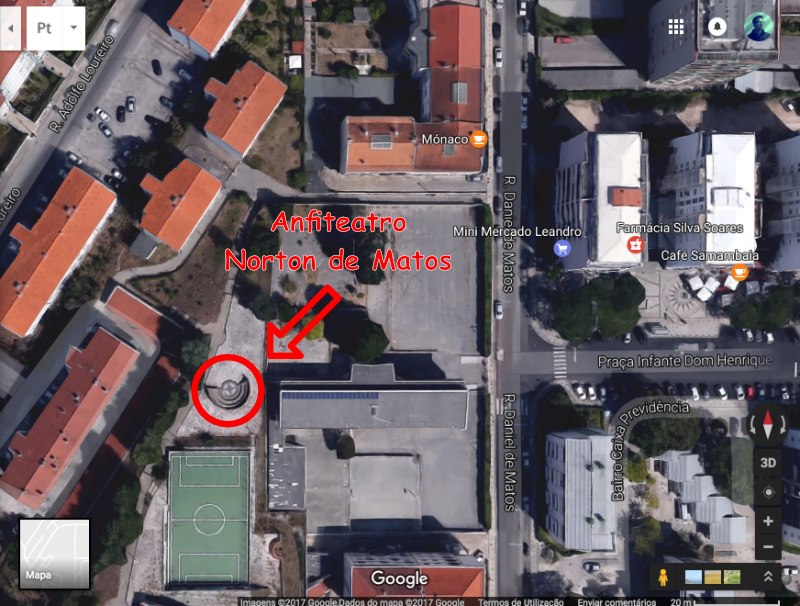 Pt
R. Adolfo Loureiro
Mónaco
Anfiteatro
Norton de Matos
R. Daniel de Matos
Mini Mercado Leandro
Farmácia Silva Soares
Café Samambaia
Praça Infante Dom Henrique
R. Daniel de Matos
Bairro Caixa Previdência
3D
Mapa
Google
Imagens ©2017 Google,Dados do mapa ©2017 Google Termos de Utilização Enviar comentários 20 m